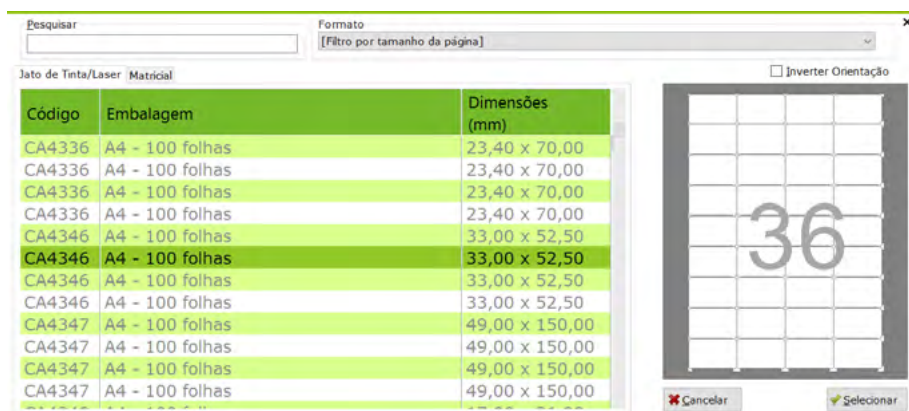 Pesquisar
Formato
[Filtro por tamanho da página]
Jato de Tinta/Laser Matricial
Inverter Orientação
Código Embalagem Dimensões (mm)
CA4336 A4 - 100 folhas 23,40 x 70,00
CA4336 A4 - 100 folhas 23,40 x 70,00
CA4336 A4 - 100 folhas 23,40 x 70,00
CA4336 A4 - 100 folhas 23,40 x 70,00
CA4346 A4 - 100 folhas 33,00 x 52,50
CA4346 A4 - 100 folhas 33,00 x 52,50
CA4346 A4 - 100 folhas 33,00 x 52,50
CA4346 A4 - 100 folhas 33,00 x 52,50
CA4347 A4 - 100 folhas 49,00 x 150,00
CA4347 A4 - 100 folhas 49,00 x 150,00
CA4347 A4 - 100 folhas 49,00 x 150,00
CA4347 A4 - 100 folhas 49,00 x 150,00
36
Cancelar
Selecionar